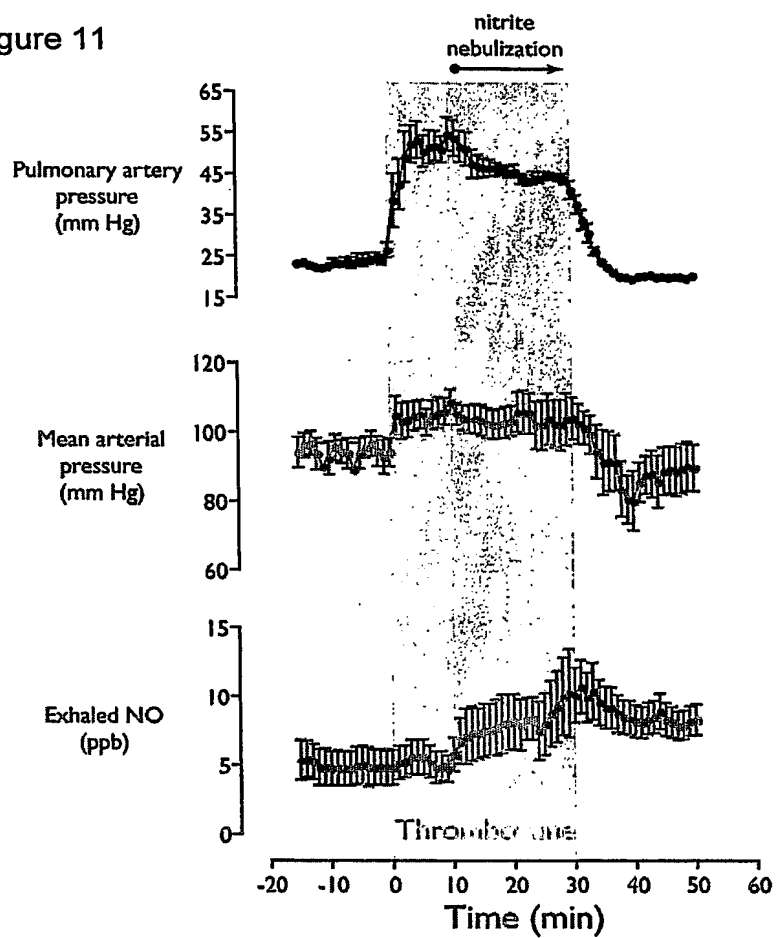 gure 11
nitrite
nebulization
65
55
45
35
25
15
Pulmonary artery
pressure
(mm Hg)
120
100
80
60
Mean arterial
pressure
(mm Hg)
15
10
5
0
Exhaled NO
(ppb)
-20 -10 0 10 20 30 40 50 60
Time (min)